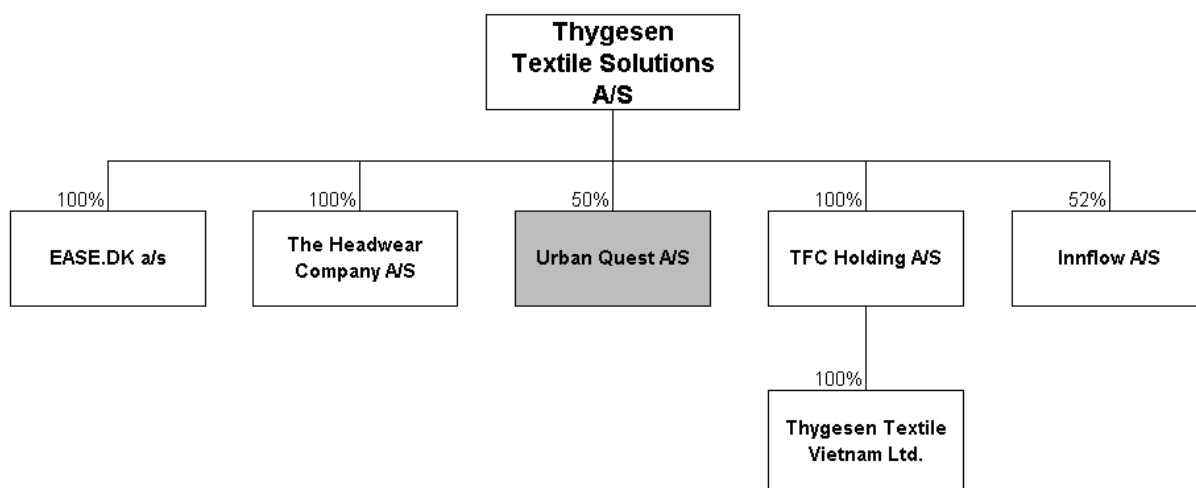 Thygesen
Textile Solutions
A/S
100%
100%
50%
100%
52%
EASE.DK a/s
The Headwear
Company A/S
Urban Quest A/S
TFC Holding A/S
Innflow A/S
100%
Thygesen Textile
Vietnam Ltd.